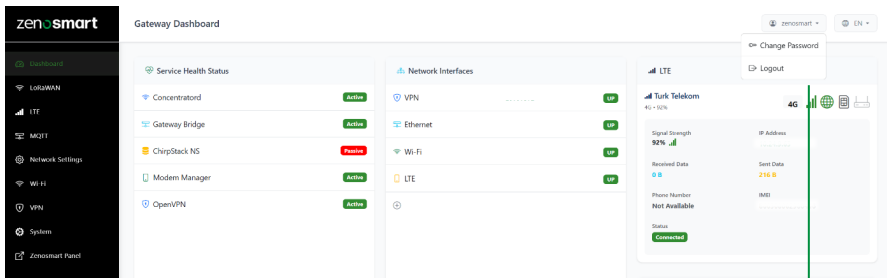 zenosmart
Gateway Dashboard
zenosmart
EN
Change Password
Logout
Dashboard
LoRaWAN
LTE
MQTT
Network Settings
Wi-Fi
VPN
System
Zenosmart Panel
Service Health Status
Concentratord Active
Gateway Bridge Active
ChirpStack NS Passive
Modem Manager Active
OpenVPN Active
Network Interfaces
VPN UP
Ethernet UP
Wi-Fi UP
LTE UP
LTE
Turk Telekom
4G • 92%
4G
Signal Strength
92%
IP Address
Received Data
0 B
Sent Data
216 B
Phone Number
Not Available
IMEI
Status
Connected